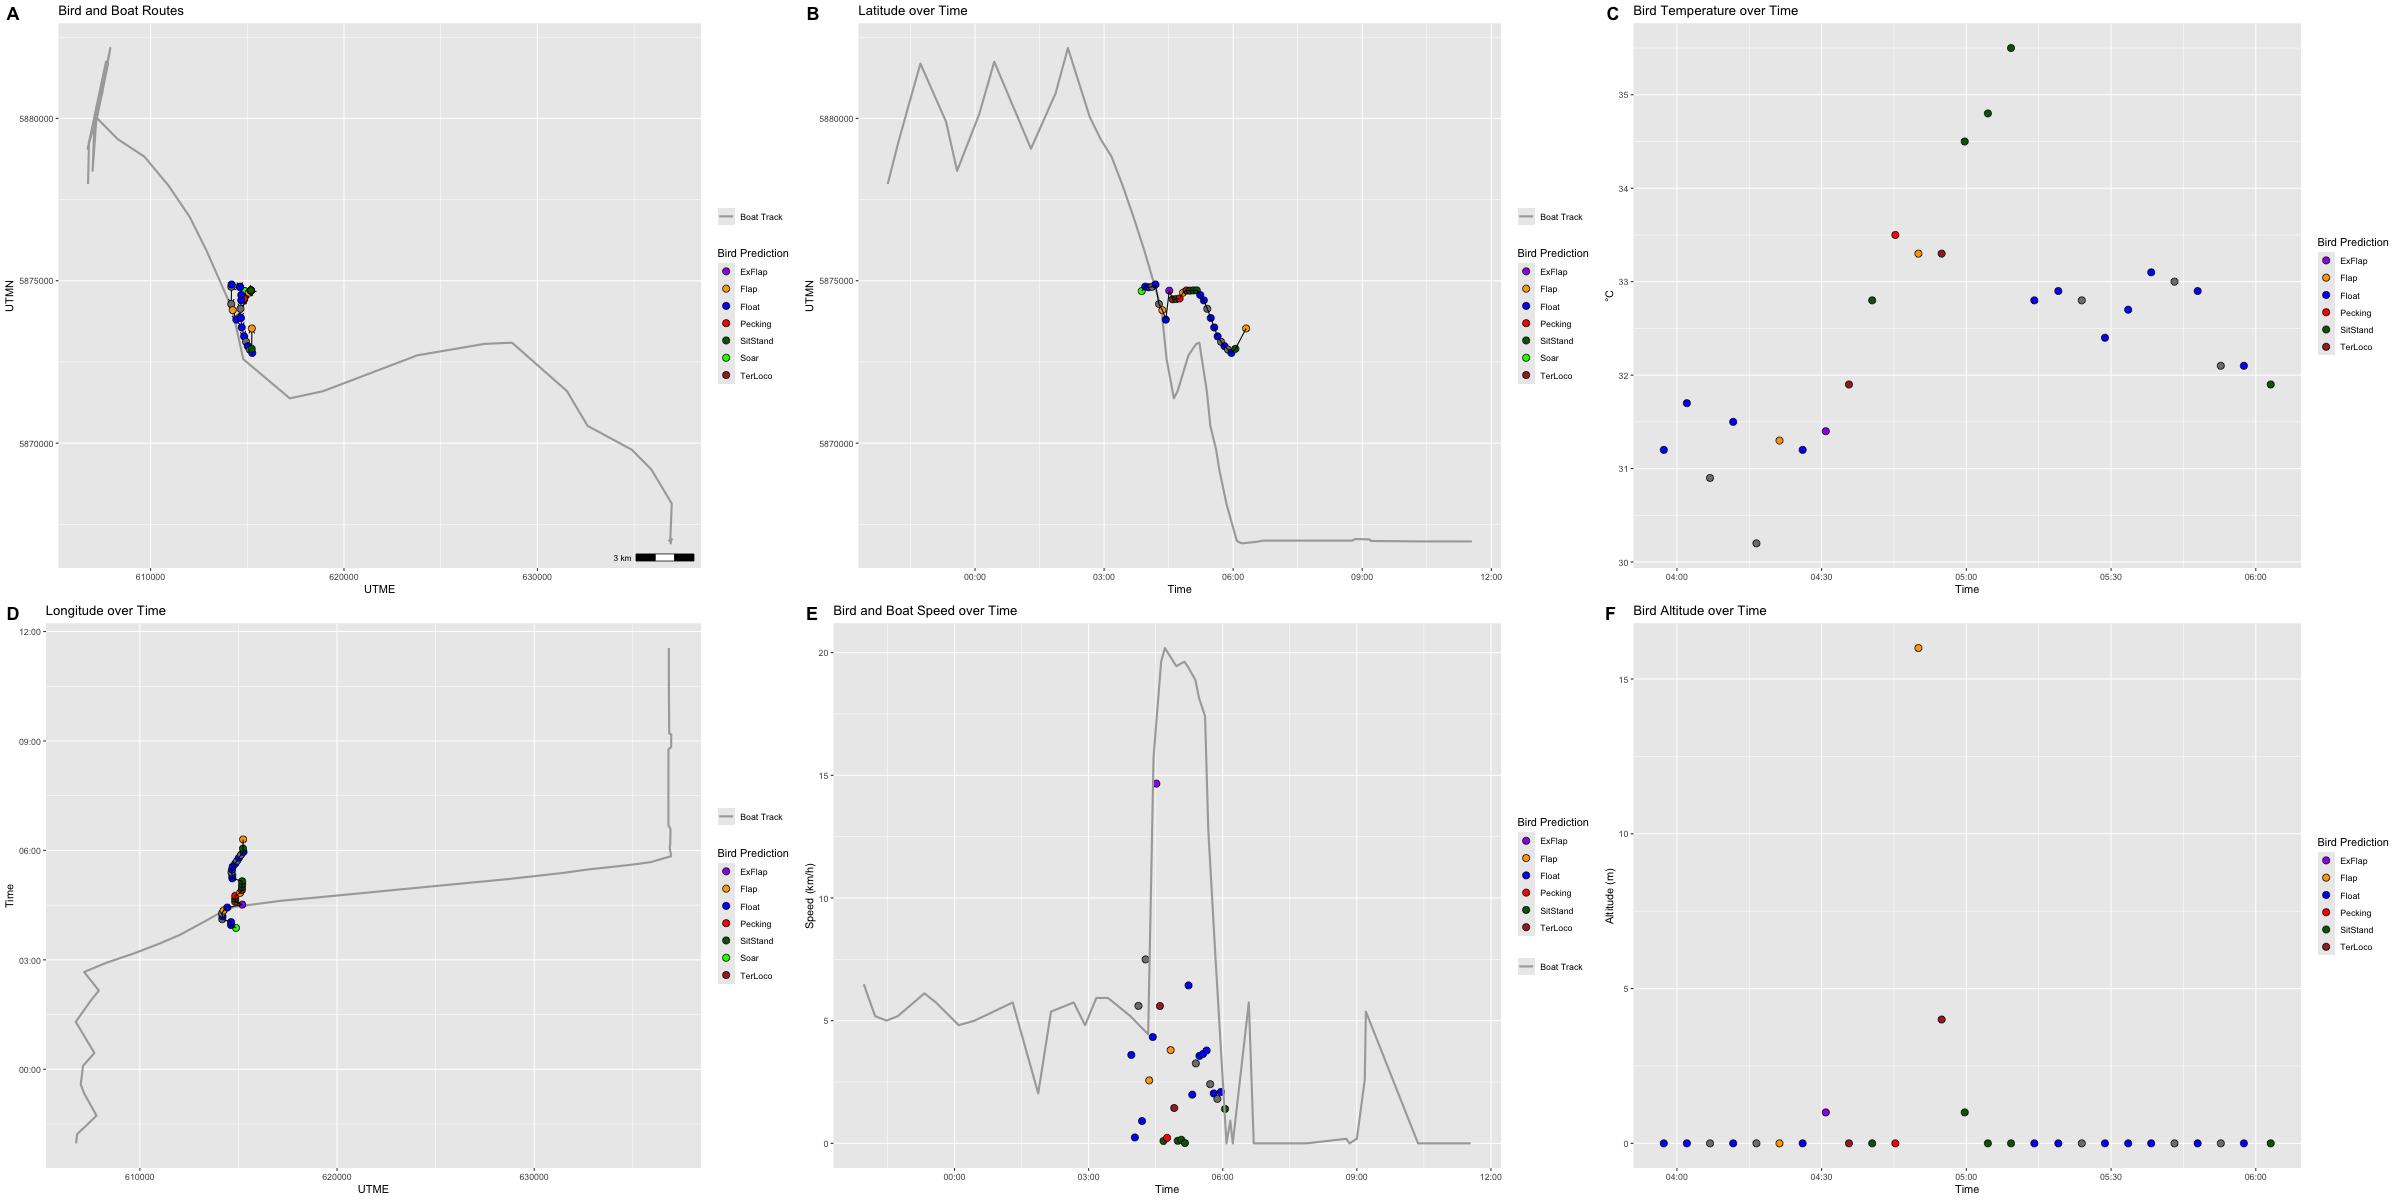 A Bird and Boat Routes
5880000
5875000
5870000
UTMN
610000 620000 630000
UTME
3 km
Boat Track
Bird Prediction
ExFlap
Flap
Float
Pecking
SitStand
Soar
TerLoco
B Latitude over Time
5880000
5875000
5870000
UTMN
00:00 03:00 06:00 09:00 12:00
Time
Boat Track
Bird Prediction
ExFlap
Flap
Float
Pecking
SitStand
Soar
TerLoco
C Bird Temperature over Time
35
34
33
32
31
30
°C
04:00 04:30 05:00 05:30 06:00
Time
Bird Prediction
ExFlap
Flap
Float
Pecking
SitStand
TerLoco
D Longitude over Time
12:00
09:00
06:00
03:00
00:00
Time
610000 620000 630000
UTME
Boat Track
Bird Prediction
ExFlap
Flap
Float
Pecking
SitStand
Soar
TerLoco
E Bird and Boat Speed over Time
20
15
10
5
0
Speed (km/h)
00:00 03:00 06:00 09:00 12:00
Time
Bird Prediction
ExFlap
Flap
Float
Pecking
SitStand
TerLoco
Boat Track
F Bird Altitude over Time
15
10
5
0
Altitude (m)
04:00 04:30 05:00 05:30 06:00
Time
Bird Prediction
ExFlap
Flap
Float
Pecking
SitStand
TerLoco